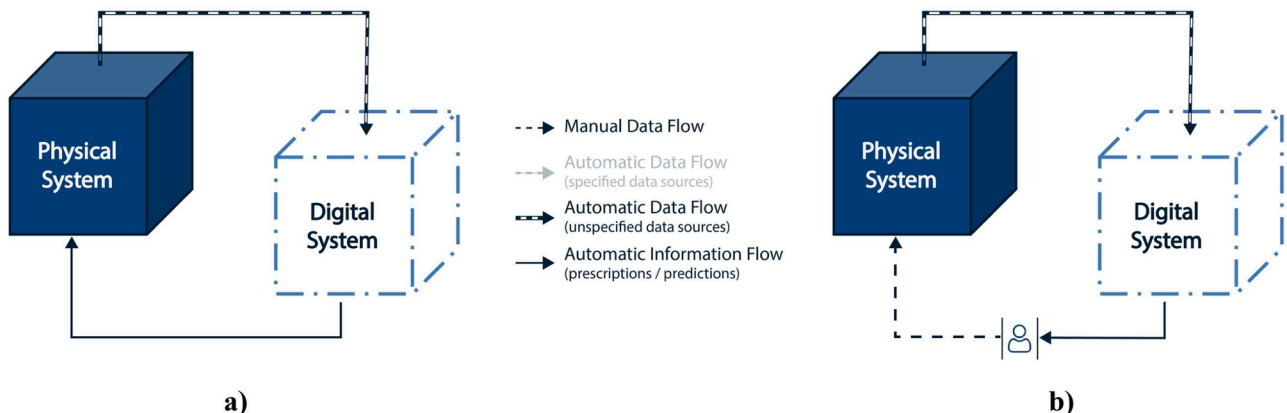 Physical
System
Digital
System
Manual Data Flow
Automatic Data Flow
(specified data sources)
Automatic Data Flow
(unspecified data sources)
Automatic Information Flow
(prescriptions / predictions)
Physical
System
Digital
System
a)
b)